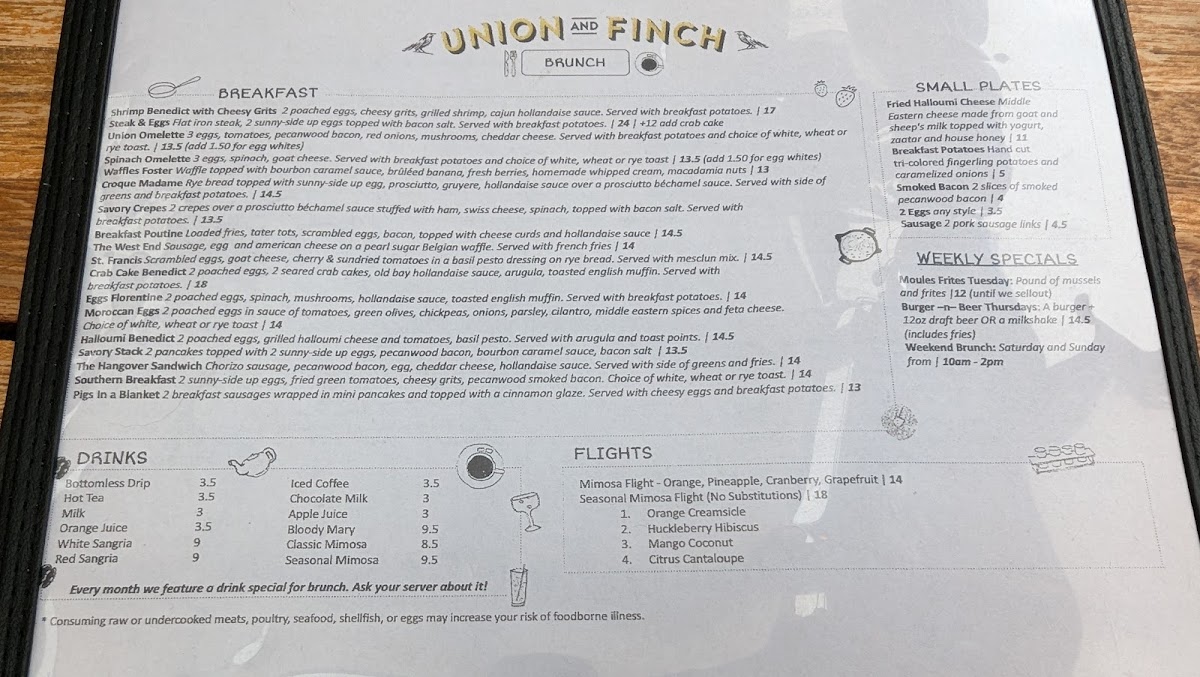 UNION AND FINCH
BRUNCH
BREAKFAST
Shrimp Benedict with Cheesy Grits 2 poached eggs, cheesy grits, grilled shrimp, cajun hollandaise sauce. Served with breakfast potatoes. | 17
Steak & Eggs Flat iron steak, 2 sunny-side up eggs topped with bacon salt. Served with breakfast potatoes. | 24 | +12 add crab cake
Union Omelette 3 eggs, tomatoes, pecanwood bacon, red onions, mushrooms, cheddar cheese. Served with breakfast potatoes and choice of white, wheat or
rye toast. | 13.5 (add 1.50 for egg whites)
Spinach Omelette 3 eggs, spinach, goat cheese. Served with breakfast potatoes and choice of white, wheat or rye toast | 13.5 (add 1.50 for egg whites)
Waffles Foster Waffle topped with bourbon caramel sauce, brûléed banana, fresh berries, homemade whipped cream, macadamia nuts | 13
Croque Madame Rye bread topped with sunny-side up egg, prosciutto, gruyere, hollandaise sauce over a prosciutto béchamel sauce. Served with side of
greens and breakfast potatoes. | 14.5
Savory Crepes 2 crepes over a prosciutto béchamel sauce stuffed with ham, swiss cheese, spinach, topped with bacon salt. Served with
breakfast potatoes. | 13.5
Breakfast Poutine Loaded fries, tater tots, scrambled eggs, bacon, topped with cheese curds and hollandaise sauce | 14.5
The West End Sausage, egg and american cheese on a pearl sugar Belgian waffle. Served with french fries | 14
St. Francis Scrambled eggs, goat cheese, cherry & sundried tomatoes in a basil pesto dressing on rye bread. Served with mesclun mix. | 14.5
Crab Cake Benedict 2 poached eggs, 2 seared crab cakes, old bay hollandaise sauce, arugula, toasted english muffin. Served with
breakfast potatoes. | 18
Eggs Florentine 2 poached eggs, spinach, mushrooms, hollandaise sauce, toasted english muffin. Served with breakfast potatoes. | 14
Moroccan Eggs 2 poached eggs in sauce of tomatoes, green olives, chickpeas, onions, parsley, cilantro, middle eastern spices and feta cheese.
Choice of white, wheat or rye toast | 14
Halloumi Benedict 2 poached eggs, grilled halloumi cheese and tomatoes, basil pesto. Served with arugula and toast points. | 14.5
Savory Stack 2 pancakes topped with 2 sunny-side up eggs, pecanwood bacon, bourbon caramel sauce, bacon salt | 13.5
The Hangover Sandwich Chorizo sausage, pecanwood bacon, egg, cheddar cheese, hollandaise sauce. Served with side of greens and fries. | 14
Southern Breakfast 2 sunny-side up eggs, fried green tomatoes, cheesy grits, pecanwood smoked bacon. Choice of white, wheat or rye toast. | 14
Pigs in a Blanket 2 breakfast sausages wrapped in mini pancakes and topped with a cinnamon glaze. Served with cheesy eggs and breakfast potatoes. | 13
SMALL PLATES
Fried Halloumi Cheese Middle
Eastern cheese made from goat and
sheep's milk topped with yogurt,
zaatar and house honey | 11
Breakfast Potatoes Hand cut
tri-colored fingerling potatoes and
caramelized onions | 5
Smoked Bacon 2 slices of smoked
pecanwood bacon | 4
2 Eggs any style | 3.5
Sausage 2 pork sausage links | 4.5
WEEKLY SPECIALS
Moules Frites Tuesday: Pound of mussels
and frites |12 (until we sellout)
Burger –n– Beer Thursdays: A burger +
12oz draft beer OR a milkshake | 14.5
(includes fries)
Weekend Brunch: Saturday and Sunday
from | 10am - 2pm
DRINKS
Bottomless Drip 3.5
Hot Tea 3.5
Milk 3
Orange Juice 3.5
White Sangria 9
Red Sangria 9
Iced Coffee 3.5
Chocolate Milk 3
Apple Juice 3
Bloody Mary 9.5
Classic Mimosa 8.5
Seasonal Mimosa 9.5
Every month we feature a drink special for brunch. Ask your server about it!
FLIGHTS
Mimosa Flight - Orange, Pineapple, Cranberry, Grapefruit | 14
Seasonal Mimosa Flight (No Substitutions) | 18
1. Orange Creamsicle
2. Huckleberry Hibiscus
3. Mango Coconut
4. Citrus Cantaloupe
* Consuming raw or undercooked meats, poultry, seafood, shellfish, or eggs may increase your risk of foodborne illness.